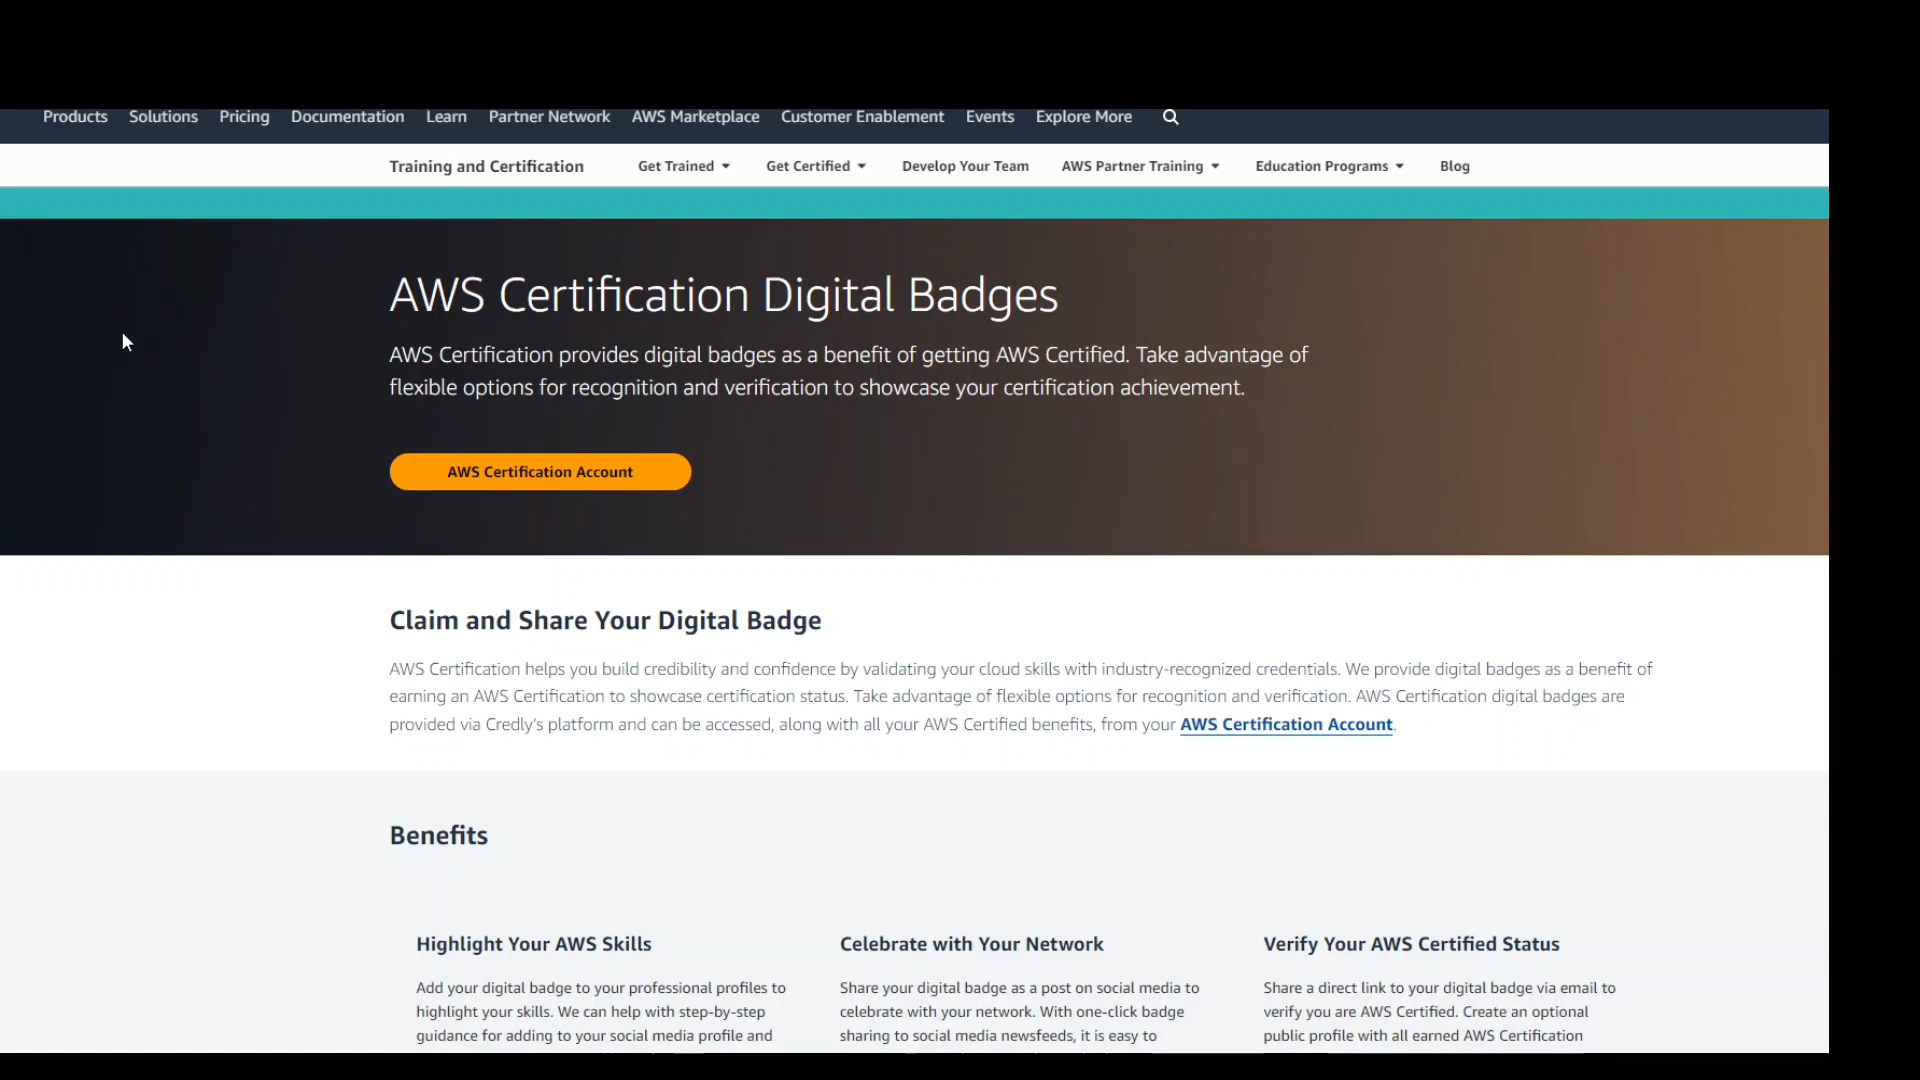 Products Solutions Pricing Documentation Learn Partner Network AWS Marketplace Customer Enablement Events Explore More
Training and Certification Get Trained Get Certified Develop Your Team AWS Partner Training Education Programs Blog
AWS Certification Digital Badges
AWS Certification provides digital badges as a benefit of getting AWS Certified. Take advantage of
flexible options for recognition and verification to showcase your certification achievement.
AWS Certification Account
Claim and Share Your Digital Badge
AWS Certification helps you build credibility and confidence by validating your cloud skills with industry-recognized credentials. We provide digital badges as a benefit of
earning an AWS Certification to showcase certification status. Take advantage of flexible options for recognition and verification. AWS Certification digital badges are
provided via Credly's platform and can be accessed, along with all your AWS Certified benefits, from your AWS Certification Account.
Benefits
Highlight Your AWS Skills
Add your digital badge to your professional profiles to
highlight your skills. We can help with step-by-step
guidance for adding to your social media profile and
Celebrate with Your Network
Share your digital badge as a post on social media to
celebrate with your network. With one-click badge
sharing to social media newsfeeds, it is easy to
Verify Your AWS Certified Status
Share a direct link to your digital badge via email to
verify you are AWS Certified. Create an optional
public profile with all earned AWS Certification